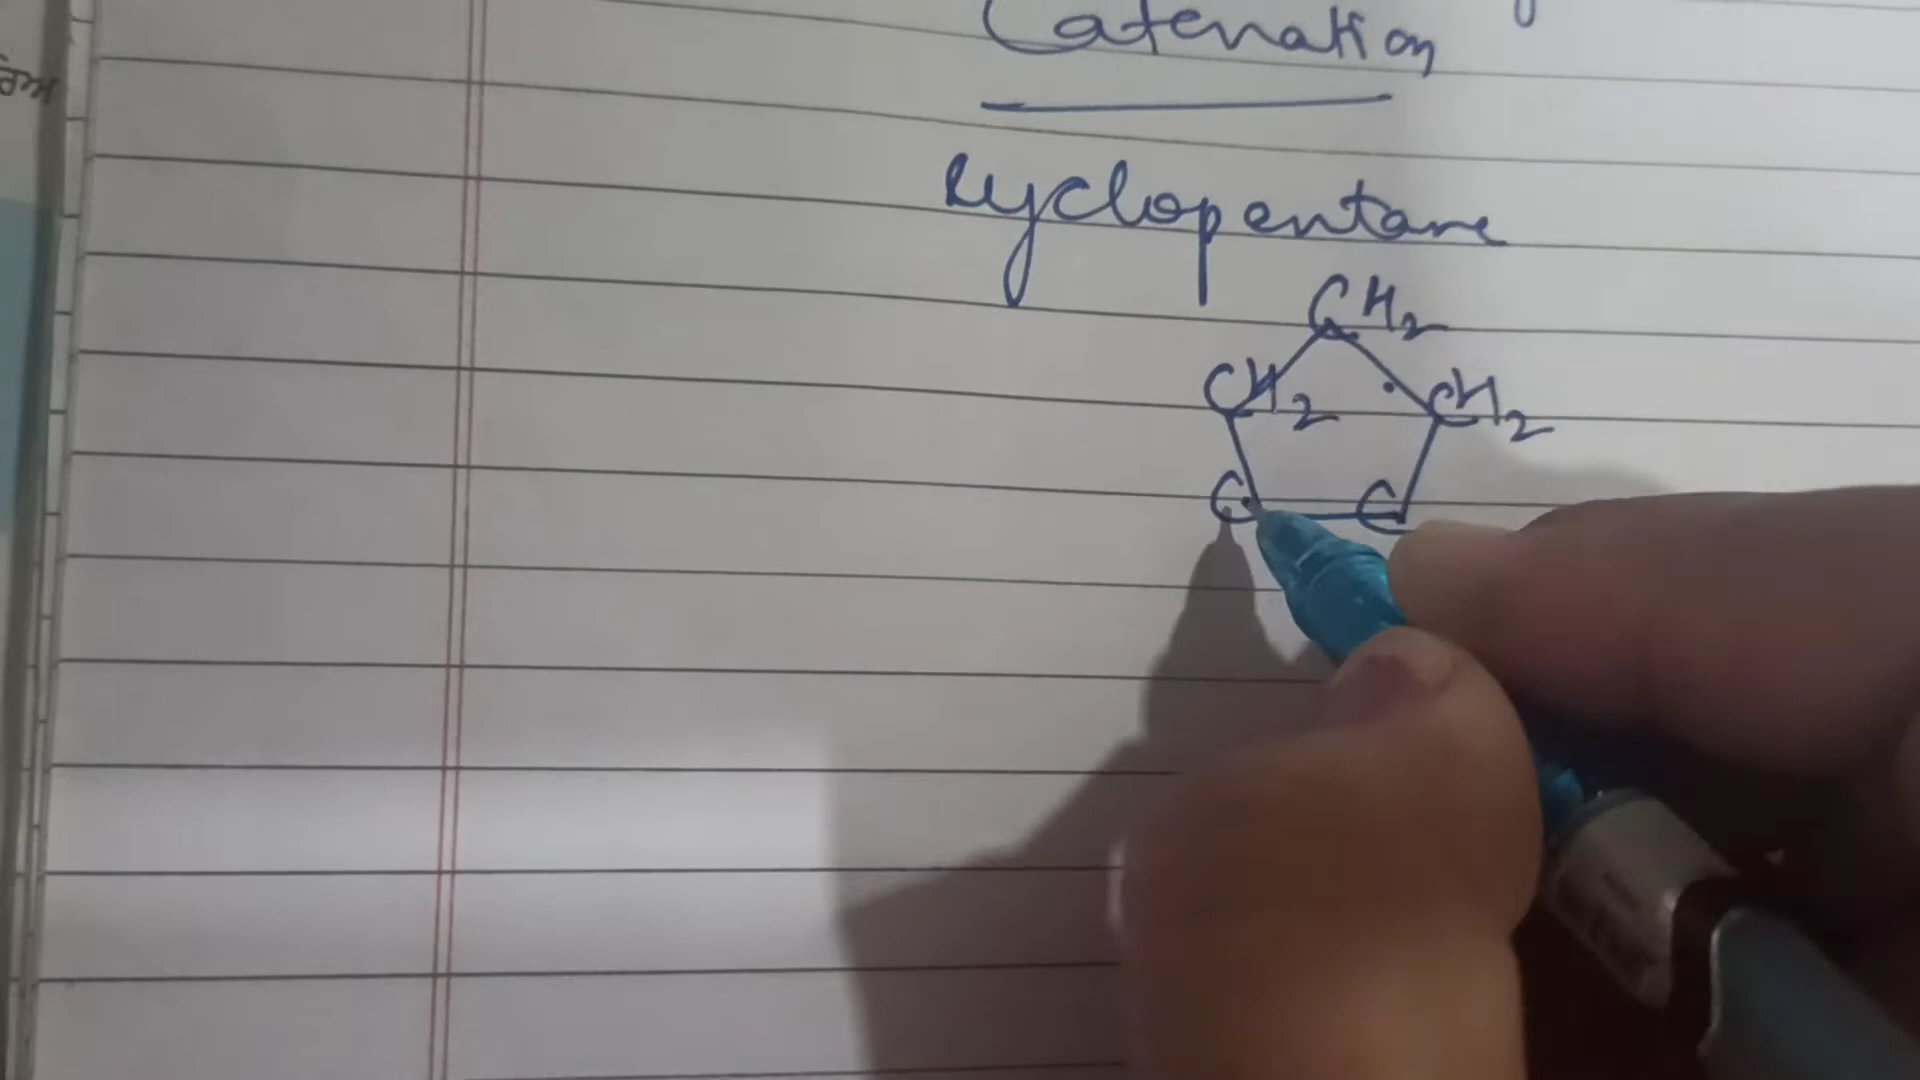 Catenation
Cyclopentane
CH2
CH2 CH2
C C